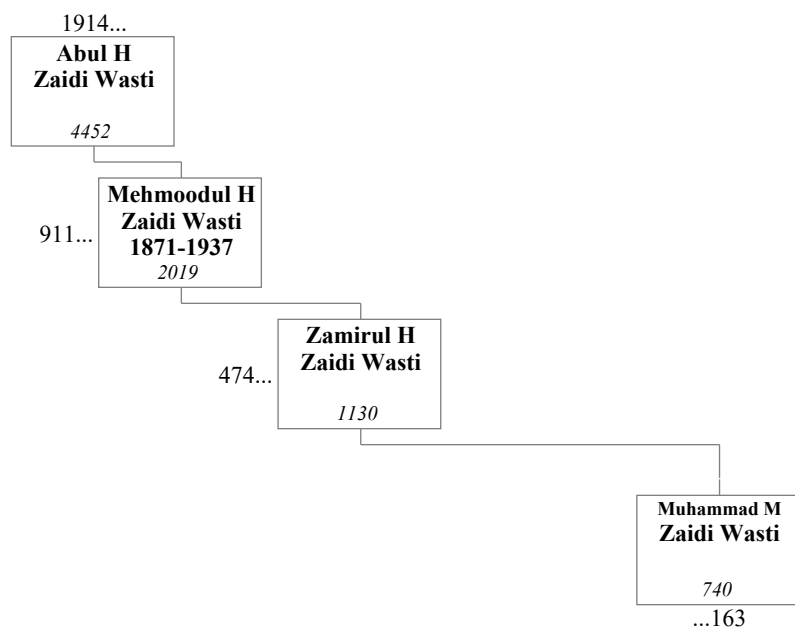 1914...
Abul H
Zaidi Wasti
4452
Mehmoodul H
Zaidi Wasti
1871-1937
2019
911...
Zamirul H
Zaidi Wasti
1130
474...
Muhammad M
Zaidi Wasti
740
...163